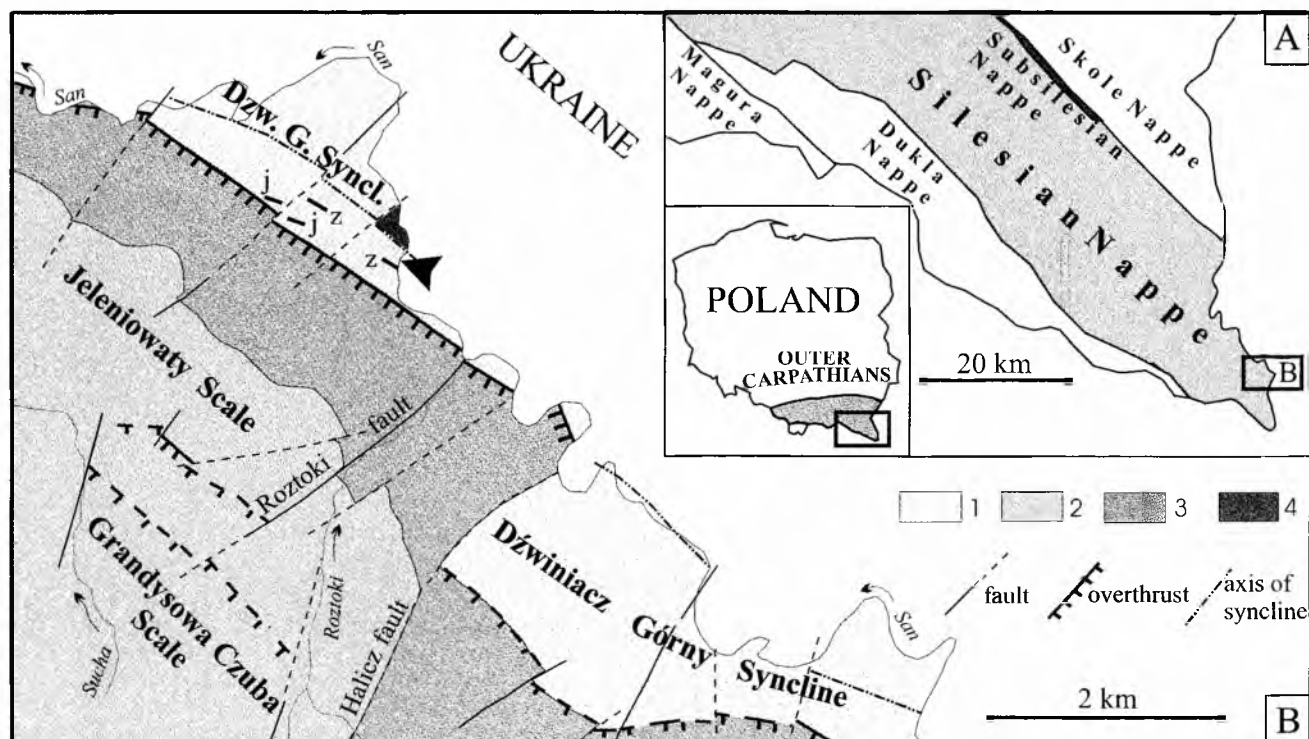 San
San
Dźw. G. Syncl.
UKRAINE
j
j
z
z
Jeleniowaty Scale
Roztoki
fault
Grandysowa Czuba
Scale
Sucha
Roztoki
Halicz fault
Dźwiniacz
Górny
Syncline
San
A
Magura
Nappe
Dukla
Nappe
Silesian Nappe
Subsilesian
Nappe
Skole Nappe
POLAND
OUTER
CARPATHIANS
20 km
B
1
2
3
4
fault
overthrust
axis of
syncline
2 km
B